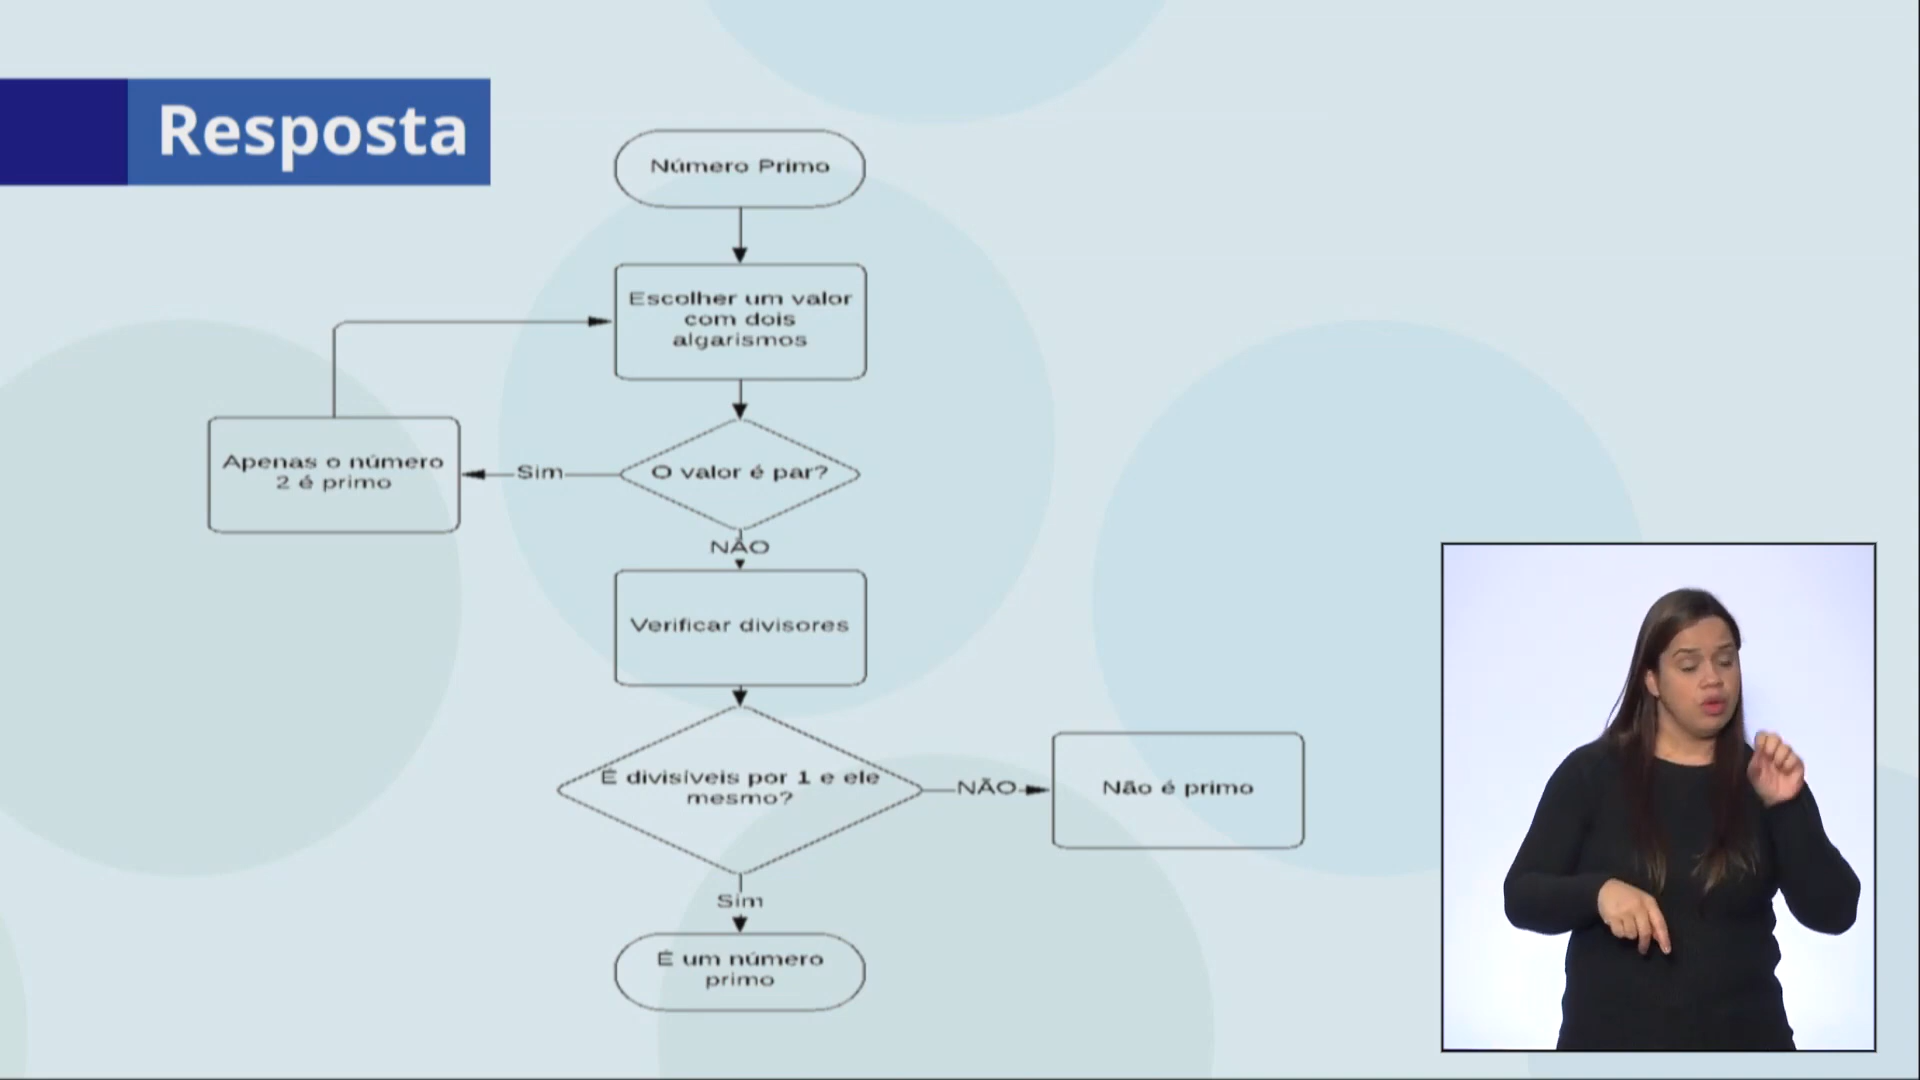 Resposta
Número Primo
Escolher um valor
com dois
algarismos
Apenas o número
2 é primo
Sim
O valor é par?
NÃO
Verificar divisores
É divisíveis por 1 e ele
mesmo?
NÃO
Não é primo
Sim
É um número
primo